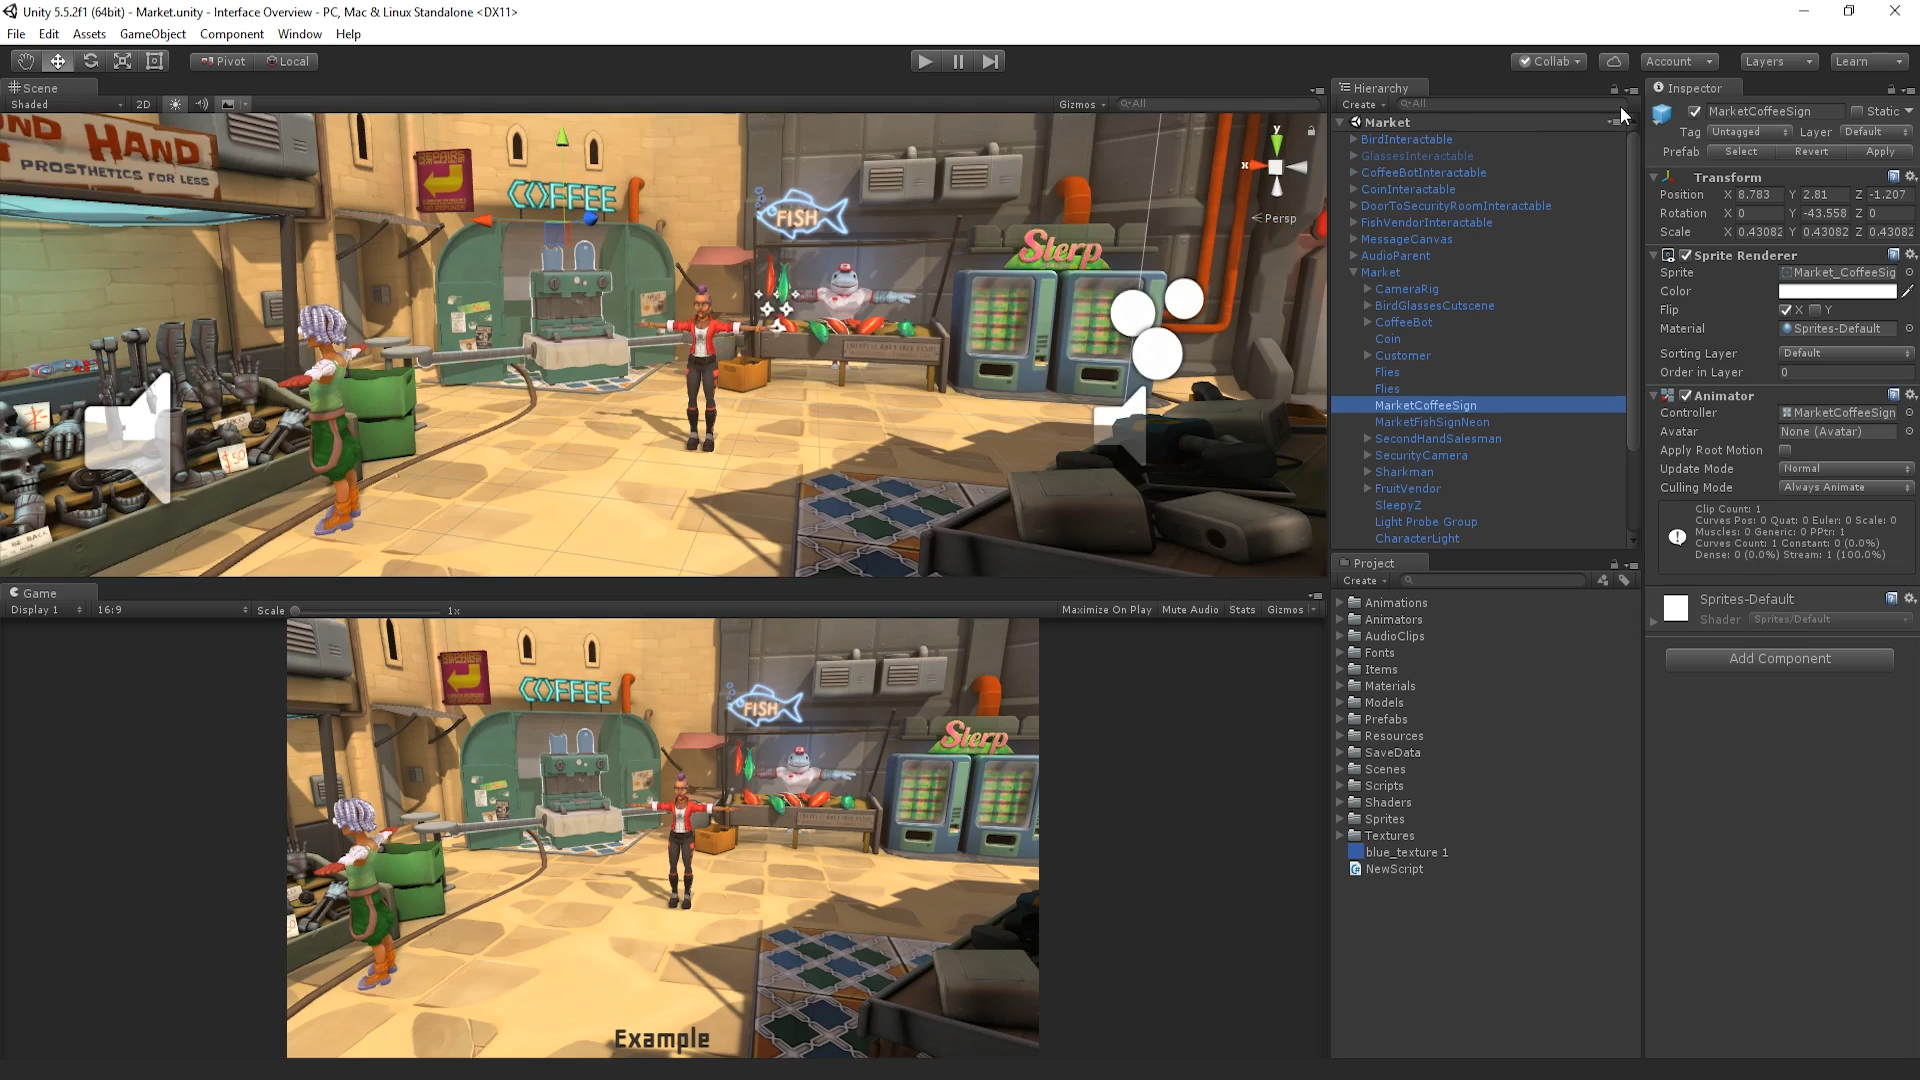 Unity 5.5.2f1 (64bit) - Market.unity - Interface Overview - PC, Mac & Linux Standalone <DX11>
File Edit Assets GameObject Component Window Help
Pivot Local
Collab Account Layers Learn
Scene
Shaded 2D Gizmos All
ND HAND
PROSTHETICS FOR LESS
REPAIRS
COFFEE
FISH
Slerp
$50
y
x
Persp
Hierarchy
Create All
Market
BirdInteractable
GlassesInteractable
CoffeeBotInteractable
CoinInteractable
DoorToSecurityRoomInteractable
FishVendorInteractable
MessageCanvas
AudioParent
Market
CameraRig
BirdGlassesCutscene
CoffeeBot
Coin
Customer
Flies
Flies
MarketCoffeeSign
MarketFishSignNeon
SecondHandSalesman
SecurityCamera
Sharkman
FruitVendor
SleepyZ
Light Probe Group
CharacterLight
Inspector
MarketCoffeeSign Static
Tag Untagged Layer Default
Prefab Select Revert Apply
Transform
Position X 8.783 Y 2.81 Z -1.207
Rotation X 0 Y -43.558 Z 0
Scale X 0.43082 Y 0.43082 Z 0.43082
Sprite Renderer
Sprite Market_CoffeeSig
Color
Flip X Y
Material Sprites-Default
Sorting Layer Default
Order in Layer 0
Animator
Controller MarketCoffeeSign
Avatar None (Avatar)
Apply Root Motion
Update Mode Normal
Culling Mode Always Animate
Clip Count: 1
Curves Pos: 0 Quat: 0 Euler: 0 Scale: 0
Muscles: 0 Generic: 0 PPtr: 1
Curves Count: 1 Constant: 0 (0.0%)
Dense: 0 (0.0%) Stream: 1 (100.0%)
Sprites-Default
Shader Sprites/Default
Add Component
Project
Create
Animations
Animators
AudioClips
Fonts
Items
Materials
Models
Prefabs
Resources
SaveData
Scenes
Scripts
Shaders
Sprites
Textures
blue_texture 1
NewScript
Game
Display 1 16:9 Scale 1x Maximize On Play Mute Audio Stats Gizmos
REPAIRS
COFFEE
FISH
Slerp
Example